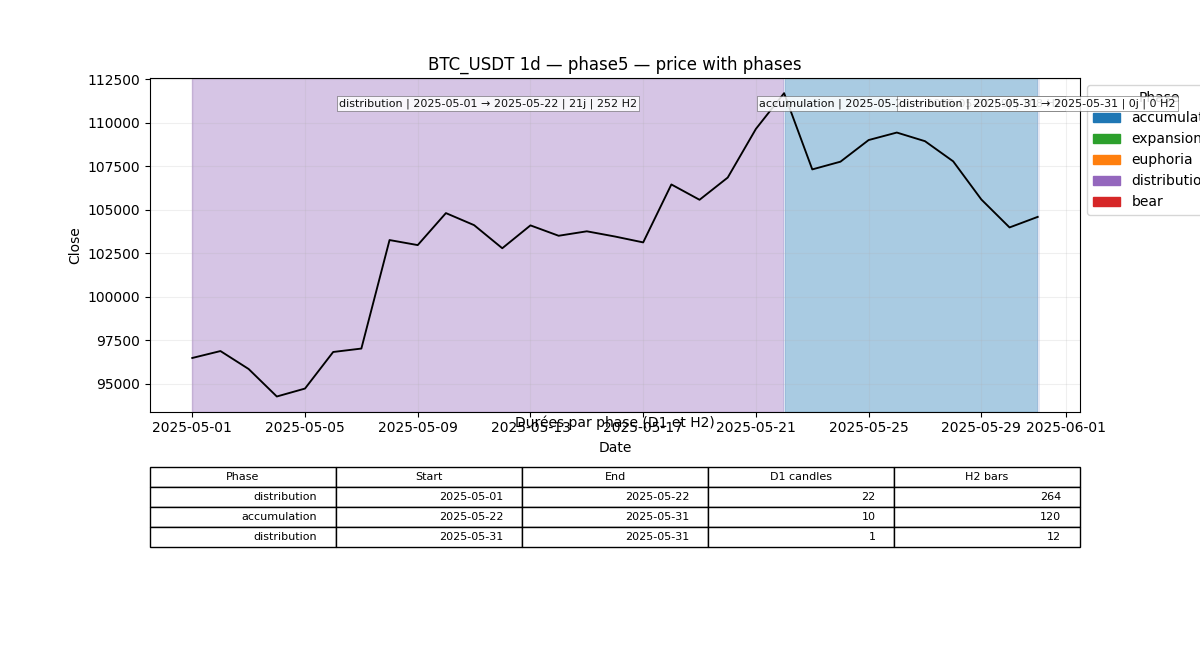 BTC_USDT 1d — phase5 — price with phases
112500
110000
107500
105000
102500
100000
97500
95000
Close
distribution | 2025-05-01 → 2025-05-22 | 21j | 252 H2
accumulation | 2025-05-
distribution | 2025-05-31 → 2025-05-31 | 0j | 0 H2
Phase
accumulat
expansion
euphoria
distributio
bear
2025-05-01 2025-05-05 2025-05-09 2025-05-13 2025-05-17 2025-05-21 2025-05-25 2025-05-29 2025-06-01
Durées par phase (D1 et H2)
Date
Phase Start End D1 candles H2 bars
distribution 2025-05-01 2025-05-22 22 264
accumulation 2025-05-22 2025-05-31 10 120
distribution 2025-05-31 2025-05-31 1 12